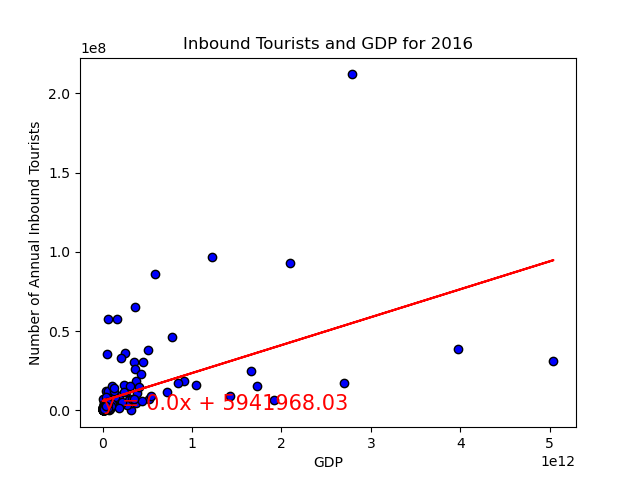 Inbound Tourists and GDP for 2016
1e8
2.0
1.5
1.0
0.5
0.0
Number of Annual Inbound Tourists
y = 0.0x + 5941968.03
0
1
2
3
4
5
1e12
GDP